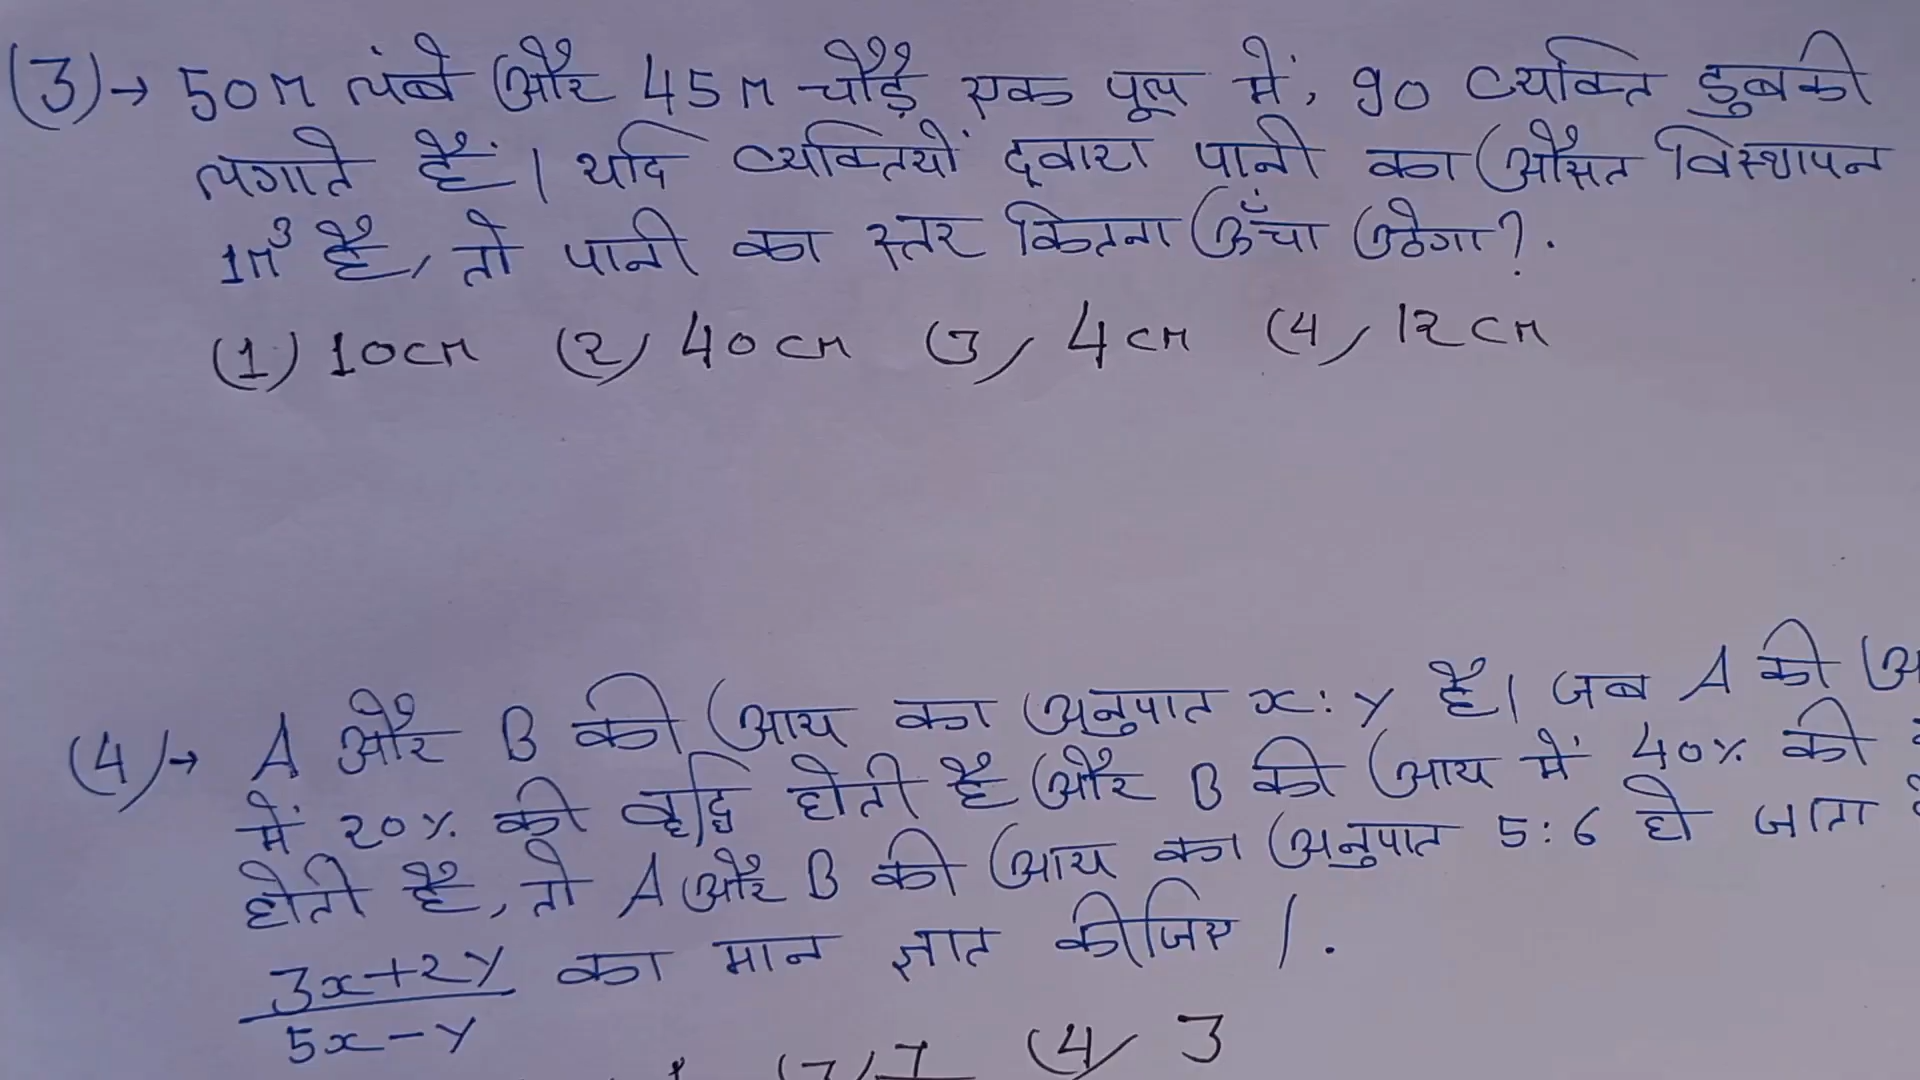 (3)→ 50m लंबे और 45m चौड़े एक पूल में, 90 व्यक्ति डुबकी
लगाते हैं। यदि व्यक्तियों द्वारा पानी का औसत विस्थापन
1m³ है, तो पानी का स्तर कितना ऊँचा उठेगा?.
(1) 10cm (2) 40cm (3) 4cm (4) 12cm
(4)→ A और B की आय का अनुपात x:y है। जब A की
में 20% की वृद्धि होती है और B की आय में 40% की
होती है, तो A और B की आय का अनुपात 5:6 हो जाता
3x+2y / 5x-y का मान ज्ञात कीजिए।.
(4) 3